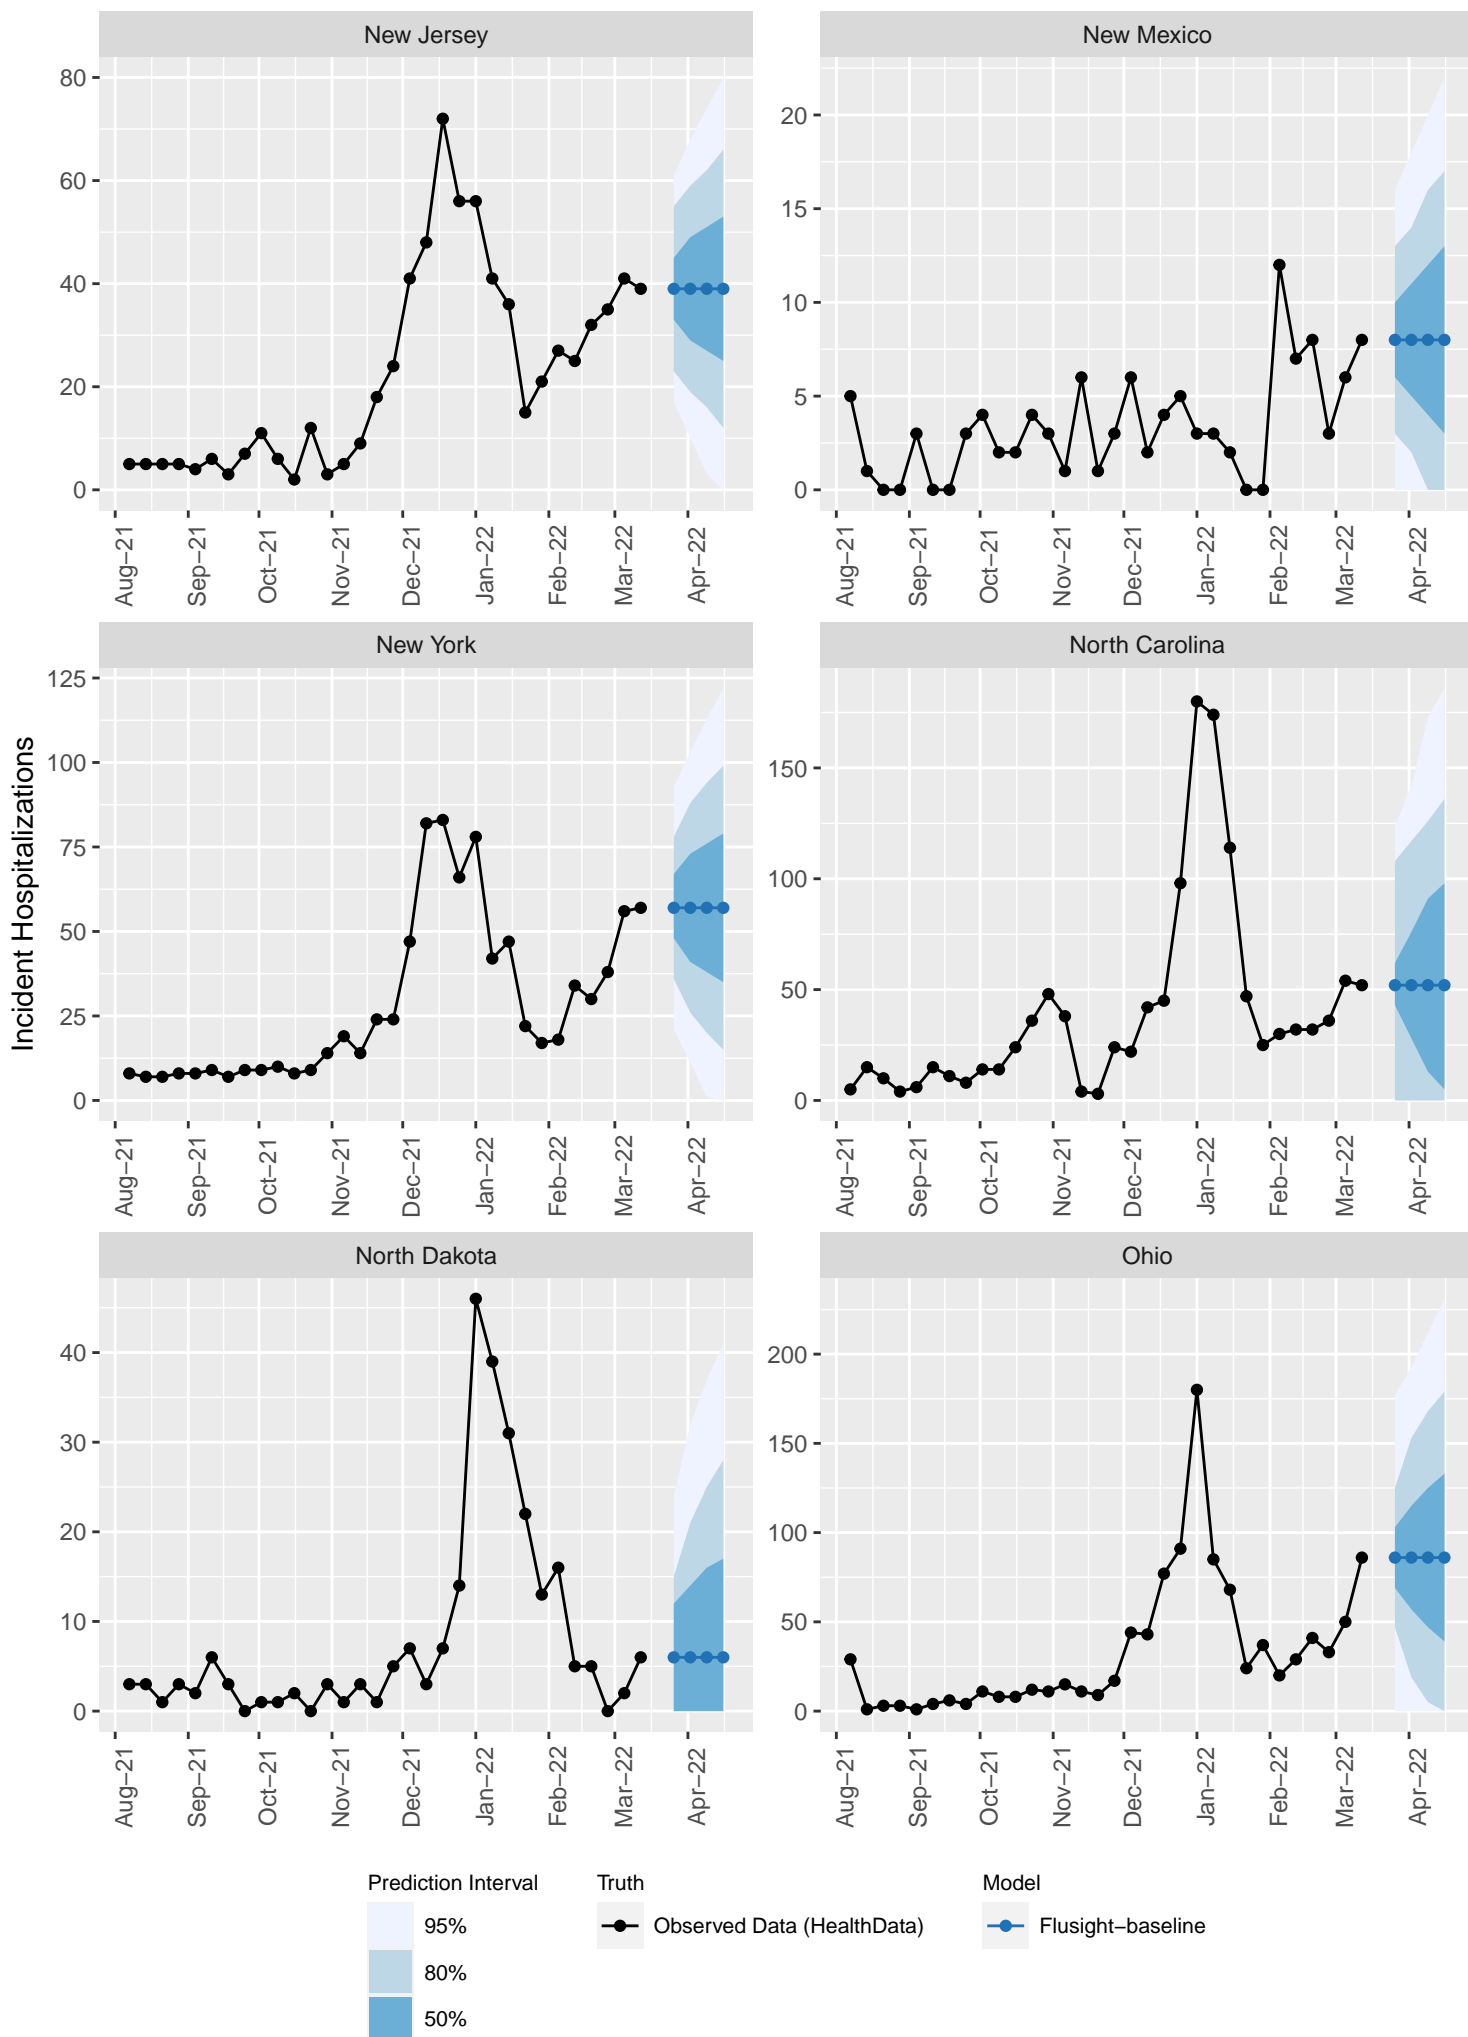 New Jersey
New Mexico
80
60
40
20
0
20
15
10
5
0
Aug−21
Sep−21
Oct−21
Nov−21
Dec−21
Jan−22
Feb−22
Mar−22
Apr−22
Aug−21
Sep−21
Oct−21
Nov−21
Dec−21
Jan−22
Feb−22
Mar−22
Apr−22
New York
North Carolina
Incident Hospitalizations
125
100
75
50
25
0
150
100
50
0
Aug−21
Sep−21
Oct−21
Nov−21
Dec−21
Jan−22
Feb−22
Mar−22
Apr−22
Aug−21
Sep−21
Oct−21
Nov−21
Dec−21
Jan−22
Feb−22
Mar−22
Apr−22
North Dakota
Ohio
40
30
20
10
0
200
150
100
50
0
Aug−21
Sep−21
Oct−21
Nov−21
Dec−21
Jan−22
Feb−22
Mar−22
Apr−22
Aug−21
Sep−21
Oct−21
Nov−21
Dec−21
Jan−22
Feb−22
Mar−22
Apr−22
Prediction Interval
95%
80%
50%
Truth
Observed Data (HealthData)
Model
Flusight−baseline